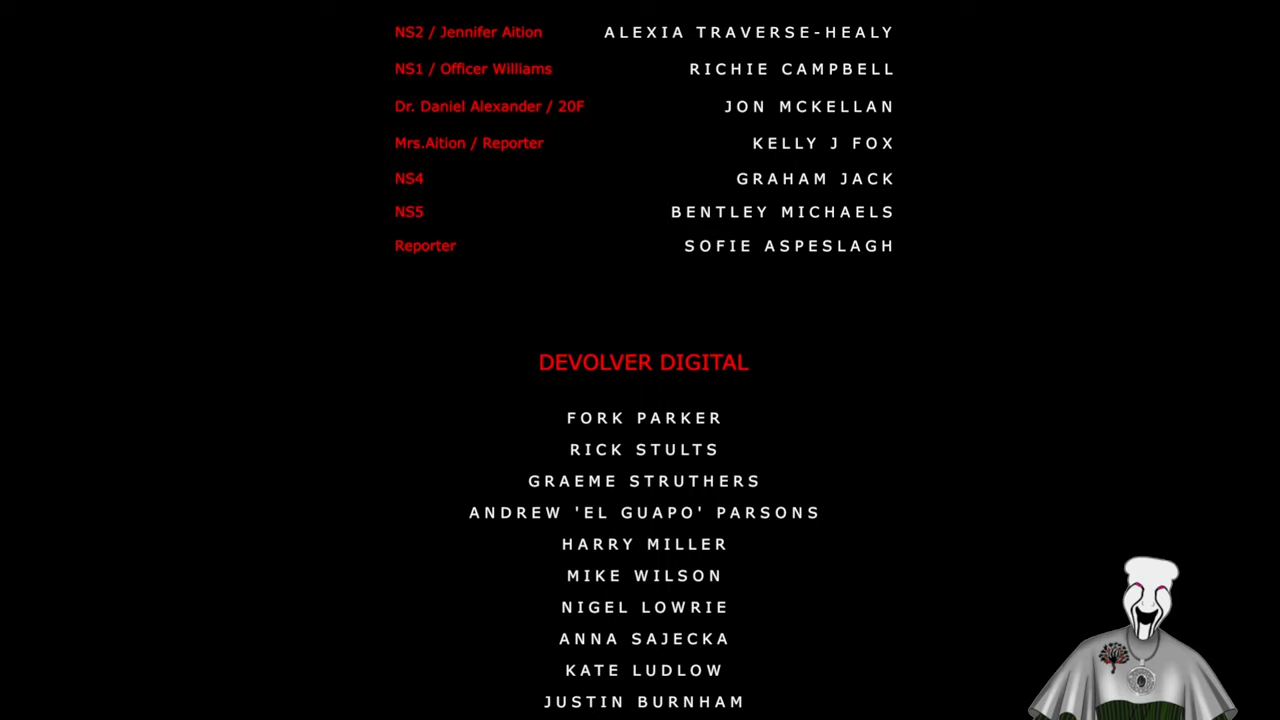 NS2 / Jennifer Aition ALEXIA TRAVERSE-HEALY
NS1 / Officer Williams RICHIE CAMPBELL
Dr. Daniel Alexander / 20F JON MCKELLAN
Mrs.Aition / Reporter KELLY J FOX
NS4 GRAHAM JACK
NS5 BENTLEY MICHAELS
Reporter SOFIE ASPESLAGH
DEVOLVER DIGITAL
FORK PARKER
RICK STULTS
GRAEME STRUTHERS
ANDREW 'EL GUAPO' PARSONS
HARRY MILLER
MIKE WILSON
NIGEL LOWRIE
ANNA SAJECKA
KATE LUDLOW
JUSTIN BURNHAM